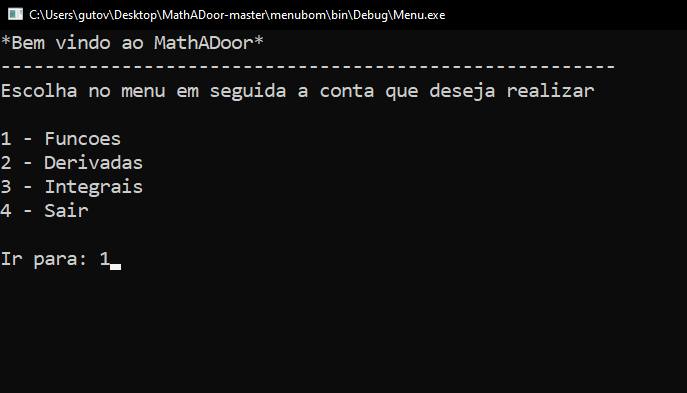 C:\Users\gutov\Desktop\MathADoor-master\menubom\bin\Debug\Menu.exe
*Bem vindo ao MathADoor*
--------------------------------------------------------
Escolha no menu em seguida a conta que deseja realizar
1 - Funcoes
2 - Derivadas
3 - Integrais
4 - Sair
Ir para: 1